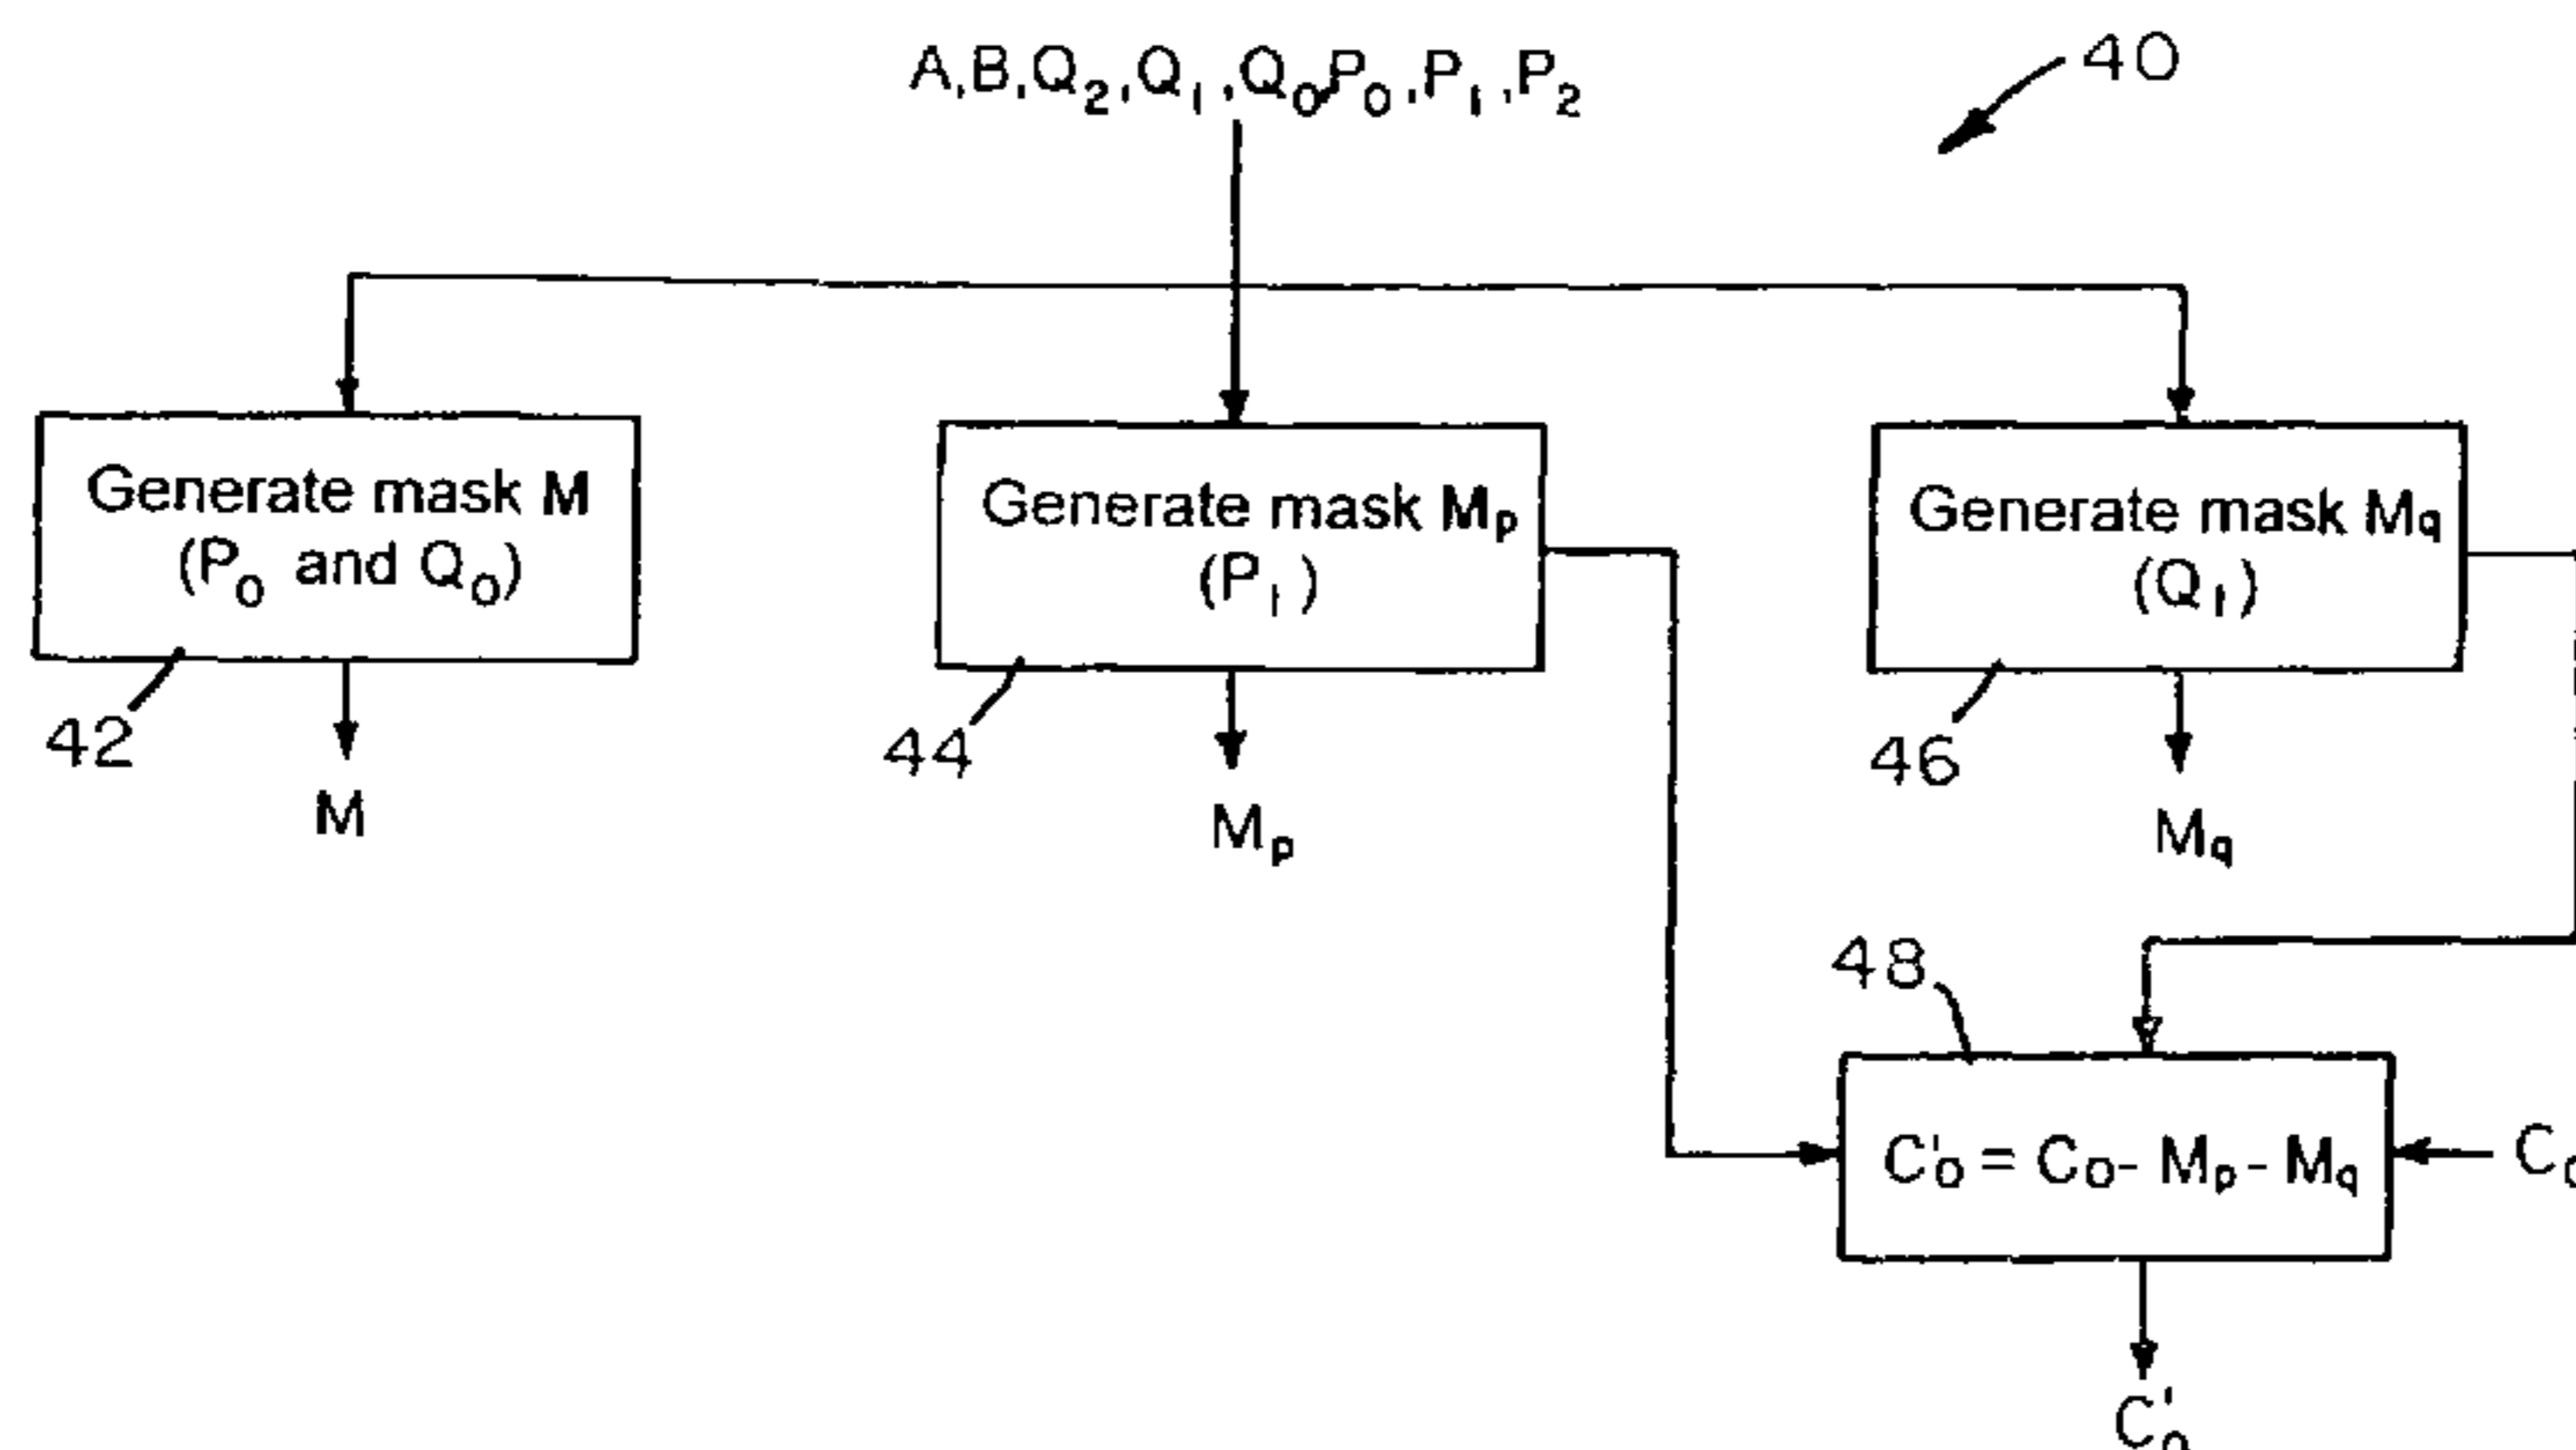 A,B,Q₂,Q₁,Q₀,P₀,P₁,P₂
40
Generate mask M
(P₀ and Q₀)
Generate mask Mₚ
(P₁)
Generate mask Mq
(Q₁)
42
44
46
M
Mₚ
Mq
48
C'₀ = C₀- Mₚ - Mq
C₀
C'₀